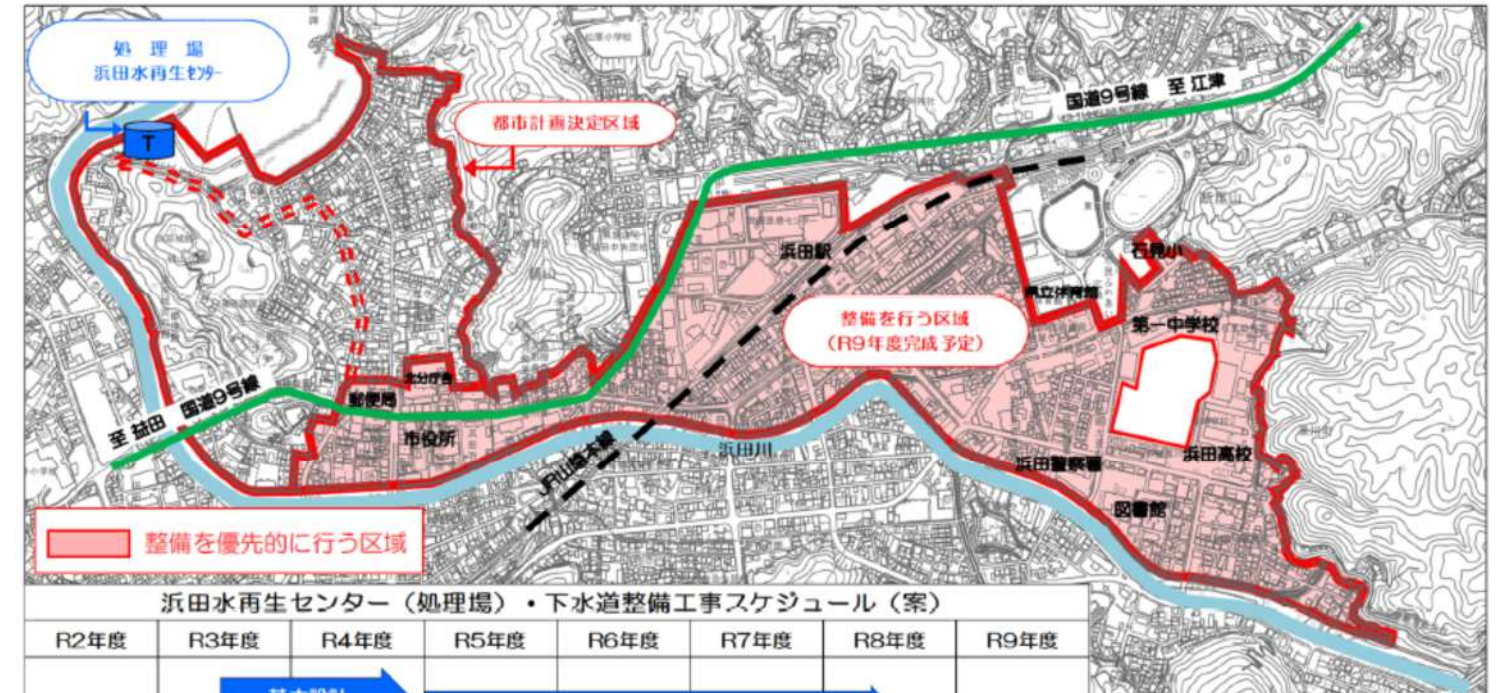 処 理 場
浜田水再生ｾﾝﾀｰ
T
都市計画決定区域
国道9号線 至 江津
浜田駅
石見小
県立体育館
第一中学校
整備を行う区域
(R9年度完成予定)
北分庁舎
郵便局
至 益田 国道9号線
市役所
JR山陰本線
浜田川
浜田警察署
浜田高校
図書館
整備を優先的に行う区域
浜田水再生センター（処理場）・下水道整備工事スケジュール（案）
R2年度 R3年度 R4年度 R5年度 R6年度 R7年度 R8年度 R9年度
基本設計